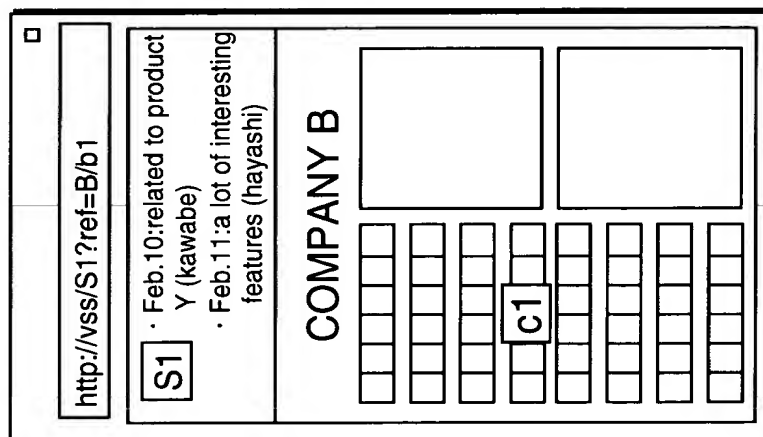 http://vss/S1?ref=B/b1
S1
· Feb.10:related to product
Y (kawabe)
· Feb.11:a lot of interesting
features (hayashi)
COMPANY B
c1